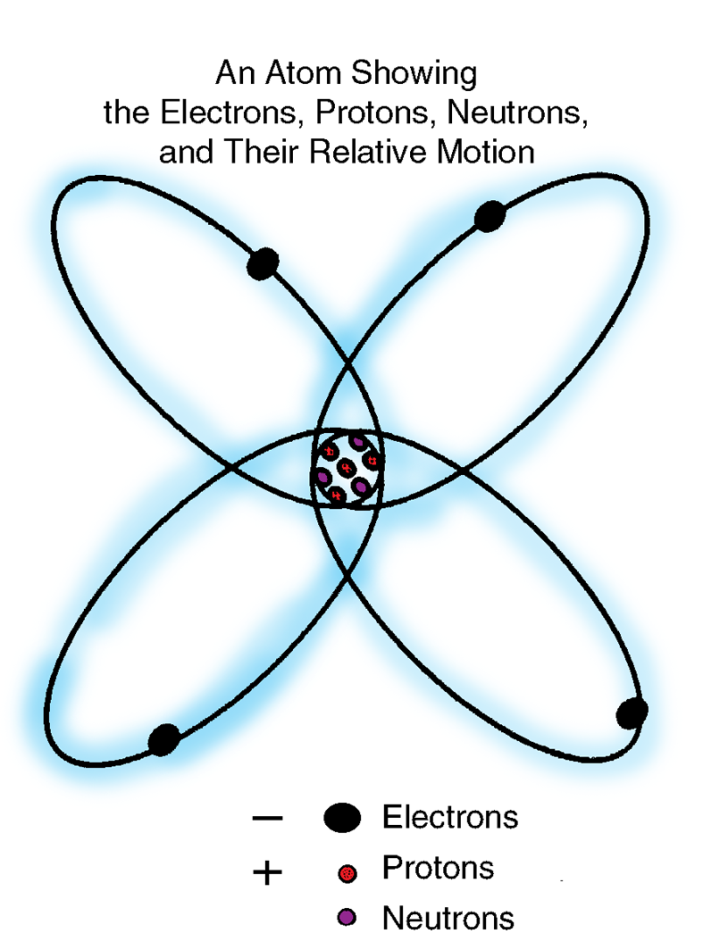 An Atom Showing
the Electrons, Protons, Neutrons,
and Their Relative Motion
− Electrons
+ Protons
Neutrons